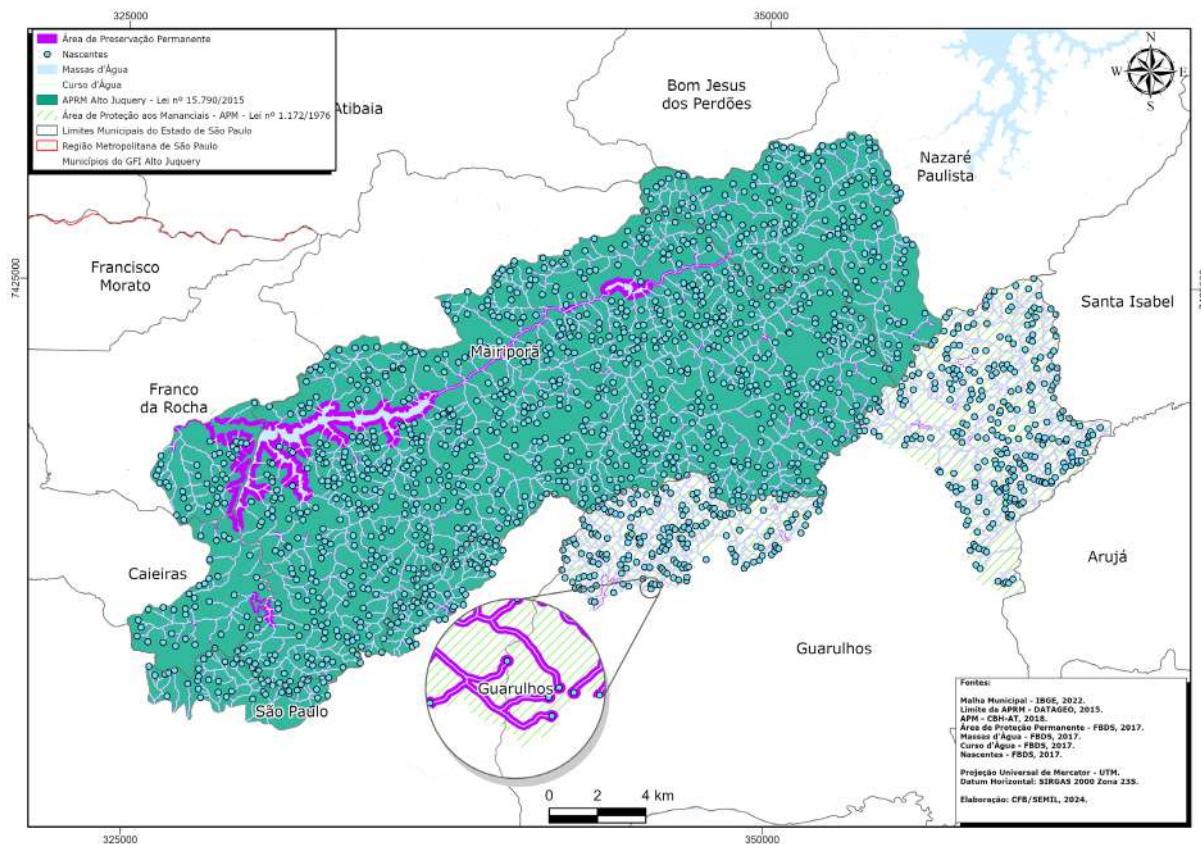 325000
350000
Área de Preservação Permanente
Nascentes
Massas d'Água
Curso d'Água
APRM Alto Juquery - Lei nº 15.790/2015
Área de Proteção aos Mananciais - APM - Lei nº 1.172/1976
Limites Municipais do Estado de São Paulo
Região Metropolitana de São Paulo
Municípios do GFI Alto Juquery
Atibaia
Bom Jesus
dos Perdões
N
W
E
S
Nazaré
Paulista
7425000
Francisco
Morato
Santa Isabel
Mairiporã
Franco
da Rocha
Caieiras
Arujá
Guarulhos
Guarulhos
São Paulo
0 2 4 km
Fontes:
Malha Municipal - IBGE, 2022.
Limite da APRM - DATAGEO, 2015.
APM - CBH-AT, 2018.
Área de Proteção Permanente - FBDS, 2017.
Massas d'Água - FBDS, 2017.
Curso d'Água - FBDS, 2017.
Nascentes - FBDS, 2017.
Projeção Universal de Mercator - UTM.
Datum Horizontal: SIRGAS 2000 Zona 23S.
Elaboração: CFB/SEMIL, 2024.
325000
350000